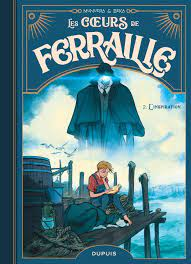 MUNUERA & BEKA
LES CŒURS DE
FERRAILLE
2. L'INSPIRATION
DUPUIS